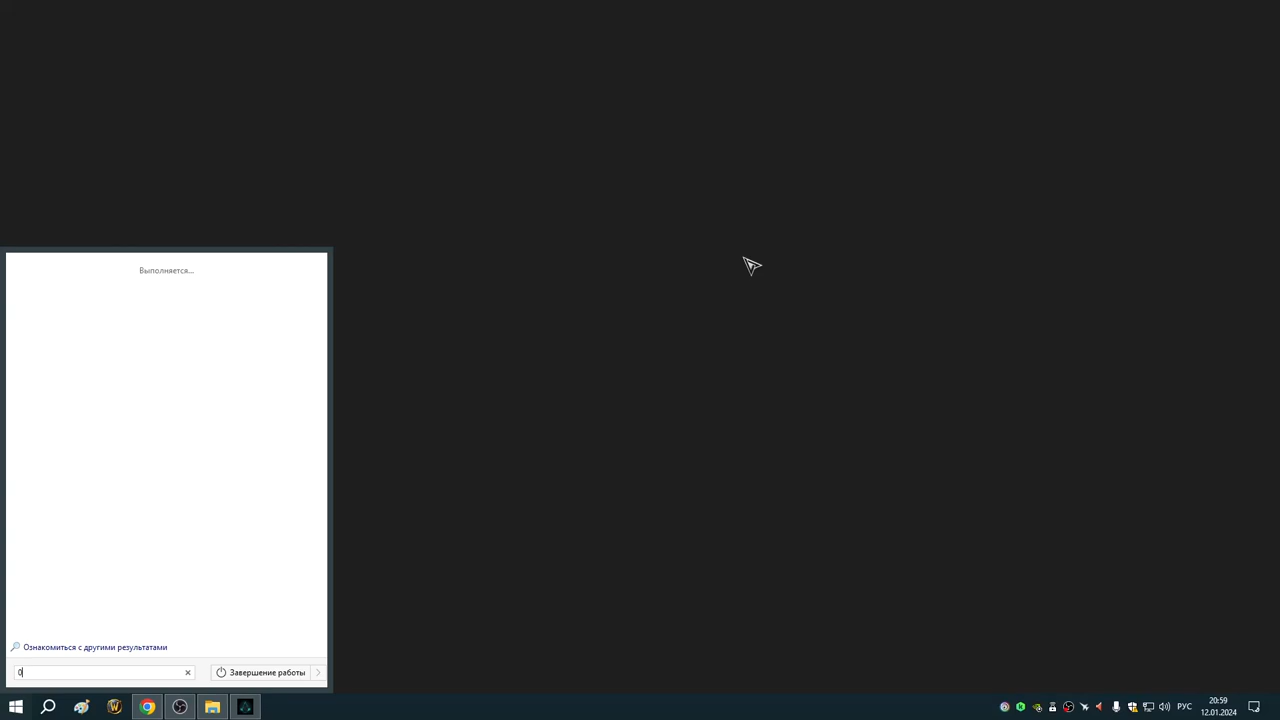 Выполняется...
Ознакомиться с другими результатами
0
Завершение работы
W
РУС
20:59
12.01.2024